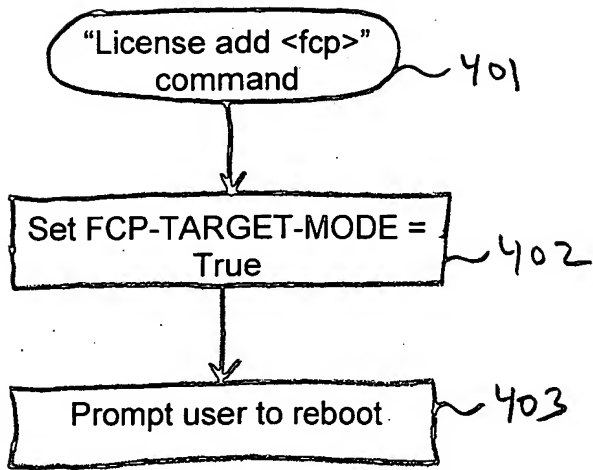 "License add <fcp>"
command
401
Set FCP-TARGET-MODE =
True
402
Prompt user to reboot
403